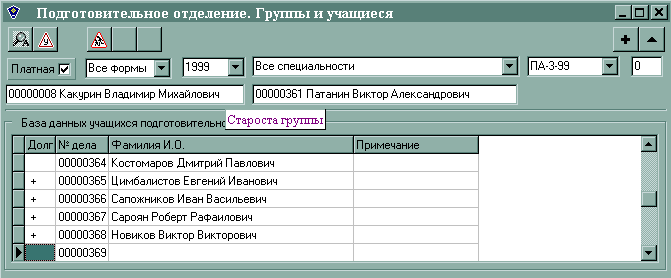 Подготовительное отделение. Группы и учащиеся
Платная Все формы 1999 Все специальности ПА-3-99 0
00000008 Какурин Владимир Михайлович 00000361 Патанин Виктор Александрович
База данных учащихся подготовительно Староста группы
Долг № дела Фамилия И.О. Примечание
00000364 Костомаров Дмитрий Павлович
+ 00000365 Цимбалистов Евгений Иванович
+ 00000366 Сапожников Иван Васильевич
+ 00000367 Сароян Роберт Рафаилович
+ 00000368 Новиков Виктор Викторович
00000369